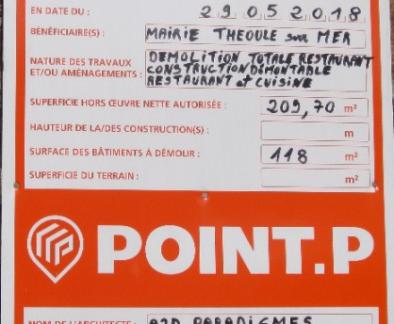 EN DATE DU : 29.05 2018
BÉNÉFICIAIRE(S) : MAIRIE THEOULE sur MER
NATURE DES TRAVAUX DEMOLITION TOTALE RESTAURANT
ET/OU AMÉNAGEMENTS : CONSTRUCTION DÉMONTABLE
RESTAURANT et CUISINE
SUPERFICIE HORS ŒUVRE NETTE AUTORISÉE : 209,70 m²
HAUTEUR DE LA/DES CONSTRUCTION(S) : m
SURFACE DES BÂTIMENTS À DÉMOLIR : 118 m²
SUPERFICIE DU TERRAIN : m²
POINT.P
NOM DE L'ARCHITECTE : A2D PARADIGMES